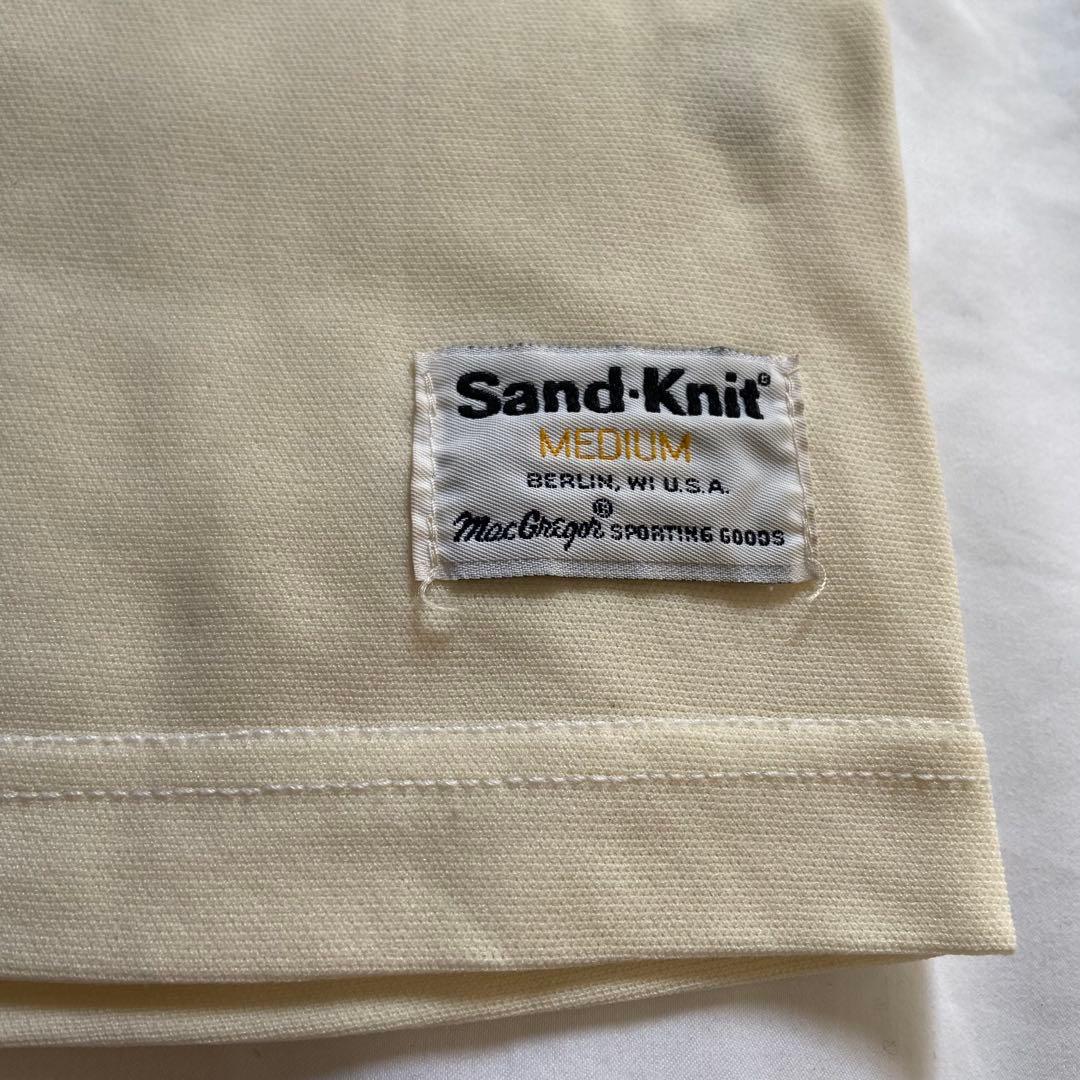 Sand·Knit®
MEDIUM
BERLIN, WI U.S.A.
MacGregor® SPORTING GOODS